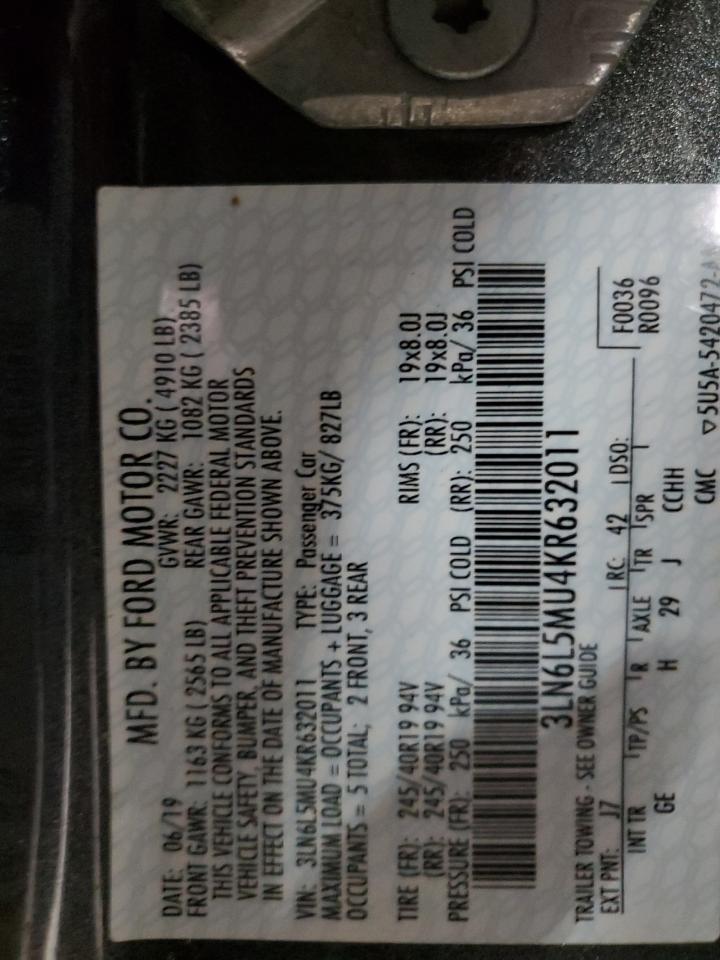 MFD. BY FORD MOTOR CO.
DATE: 06/19 GVWR: 2227 KG ( 4910 LB)
FRONT GAWR: 1163 KG ( 2565 LB) REAR GAWR: 1082 KG ( 2385 LB)
THIS VEHICLE CONFORMS TO ALL APPLICABLE FEDERAL MOTOR
VEHICLE SAFETY, BUMPER, AND THEFT PREVENTION STANDARDS
IN EFFECT ON THE DATE OF MANUFACTURE SHOWN ABOVE.
VIN: 3LN6L5MU4KR632011 TYPE: Passenger Car
MAXIMUM LOAD = OCCUPANTS + LUGGAGE = 375KG/ 827LB
OCCUPANTS = 5 TOTAL; 2 FRONT, 3 REAR
TIRE (FR): 245/40R19 94V RIMS (FR): 19x8.0J
(RR): 245/40R19 94V (RR): 19x8.0J
PRESSURE (FR): 250 kPa/ 36 PSI COLD (RR): 250 kPa/ 36 PSI COLD
3LN6L5MU4KR632011
TRAILER TOWING - SEE OWNER GUIDE
EXT PNT: J7 RC: 42 DSO: F0036
INT TR TP/PS R AXLE TR SPR R0096
GE H 29 J CCHH
CMC 5U5A-5420472-